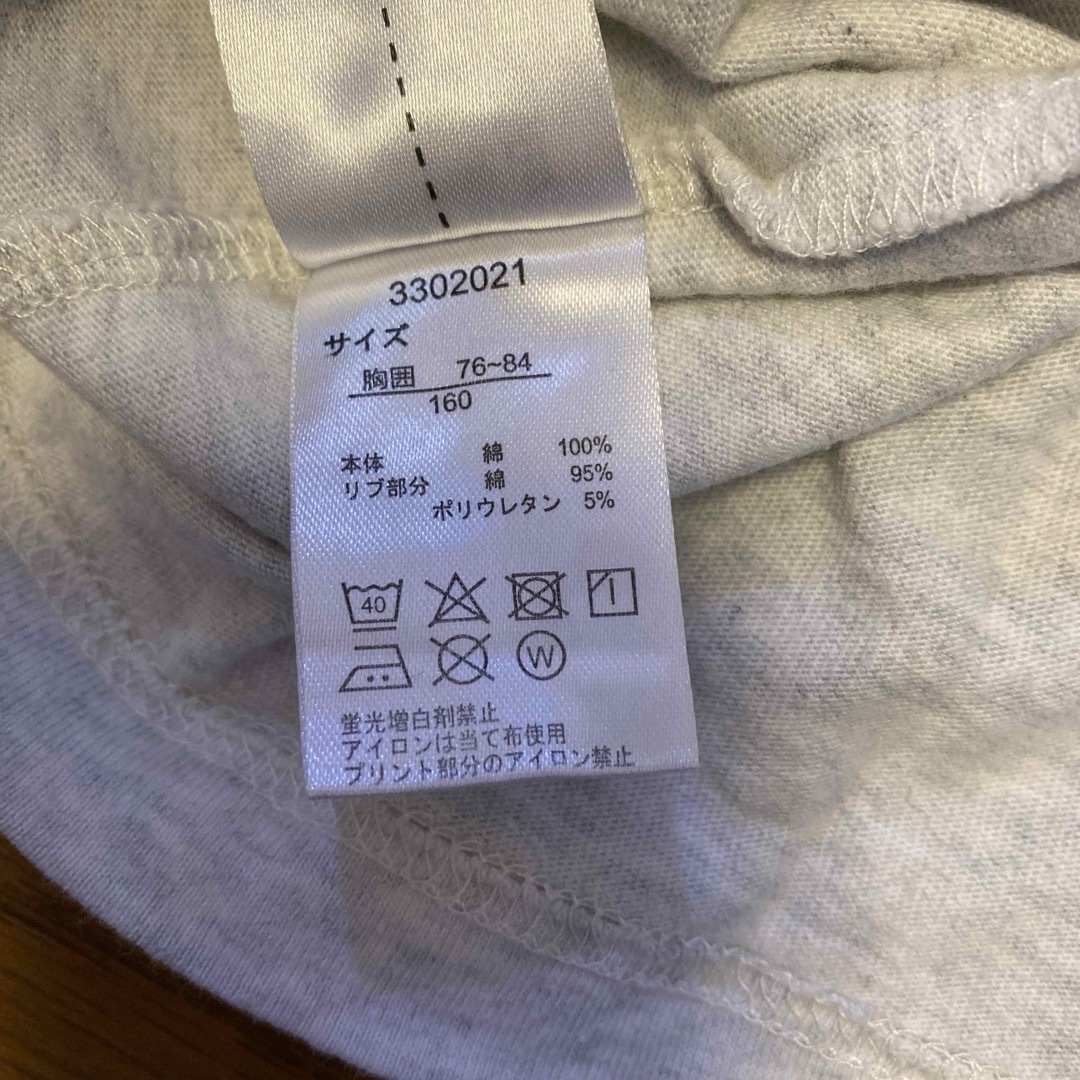 3302021
サイズ
胸囲 76~84
160
本体 綿 100%
リブ部分 綿 95%
ポリウレタン 5%
40
W
蛍光増白剤禁止
アイロンは当て布使用
プリント部分のアイロン禁止